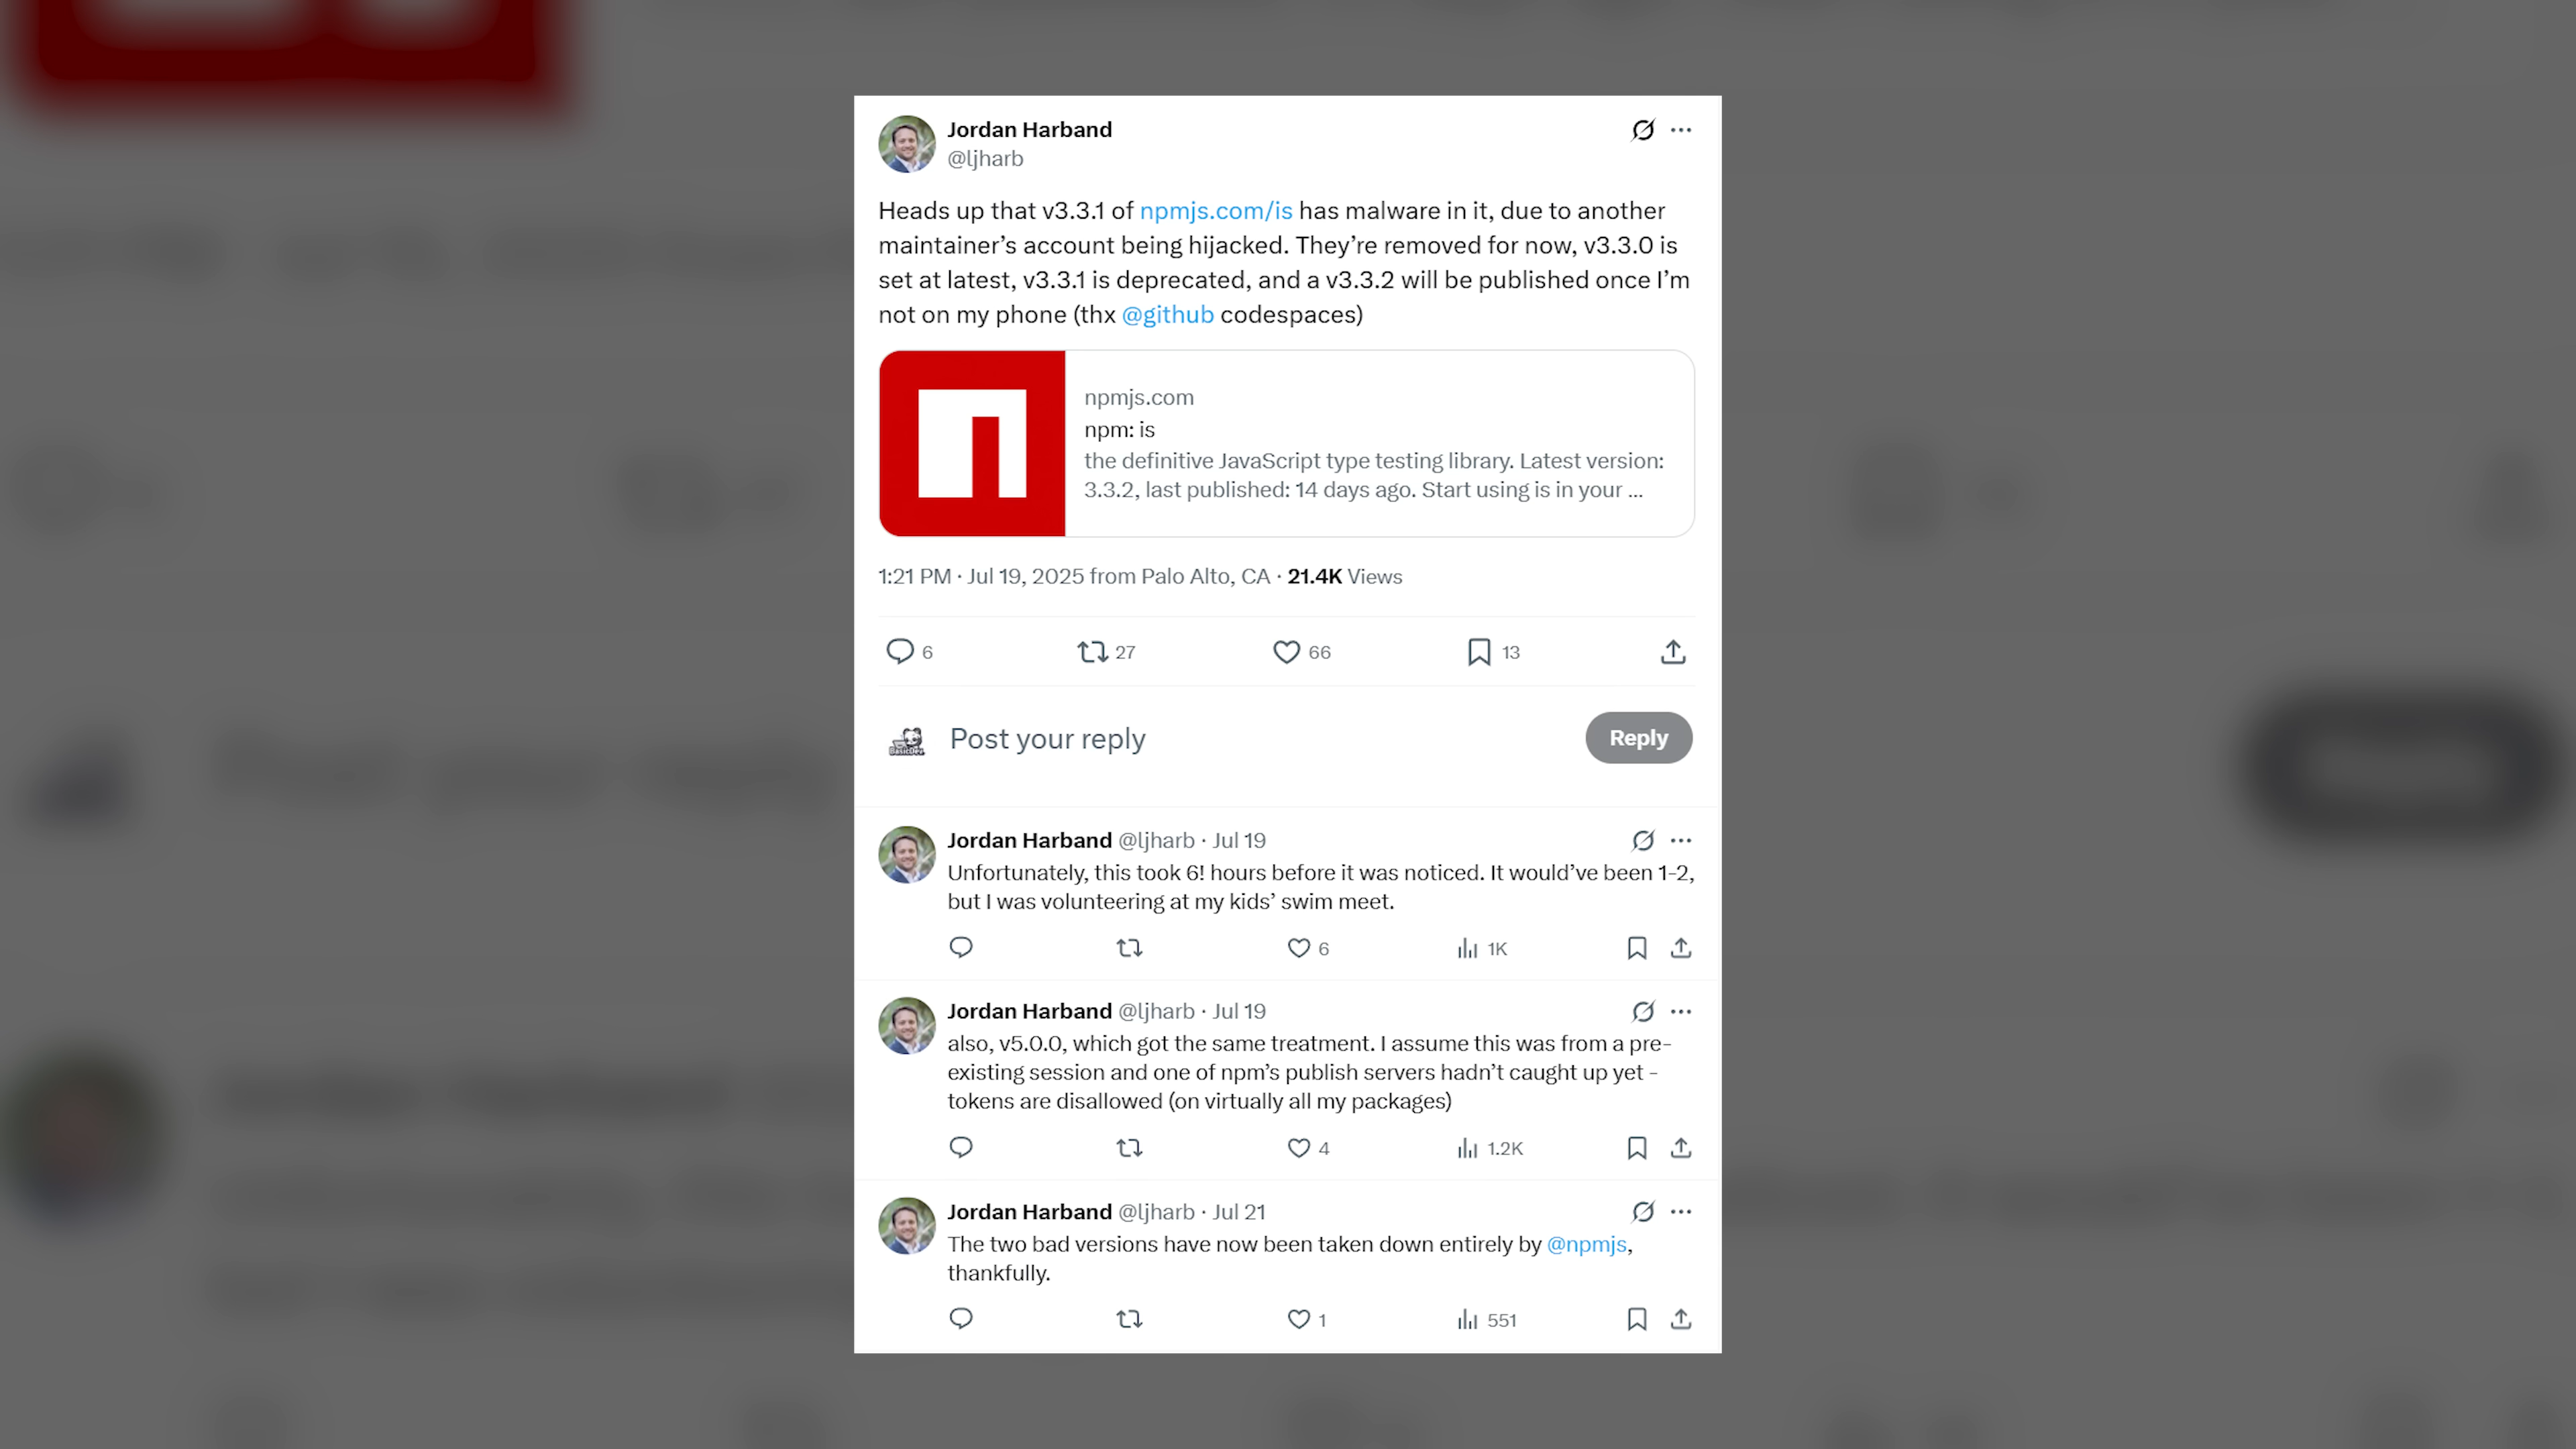 Jordan Harband
@ljharb
Heads up that v3.3.1 of npmjs.com/is has malware in it, due to another
maintainer’s account being hijacked. They’re removed for now, v3.3.0 is
set at latest, v3.3.1 is deprecated, and a v3.3.2 will be published once I’m
not on my phone (thx @github codespaces)
npmjs.com
npm: is
the definitive JavaScript type testing library. Latest version:
3.3.2, last published: 14 days ago. Start using is in your ...
1:21 PM · Jul 19, 2025 from Palo Alto, CA · 21.4K Views
6 27 66 13
BasicDev
Post your reply
Reply
Jordan Harband @ljharb · Jul 19
Unfortunately, this took 6! hours before it was noticed. It would’ve been 1-2,
but I was volunteering at my kids’ swim meet.
6 1K
Jordan Harband @ljharb · Jul 19
also, v5.0.0, which got the same treatment. I assume this was from a pre-
existing session and one of npm’s publish servers hadn’t caught up yet -
tokens are disallowed (on virtually all my packages)
4 1.2K
Jordan Harband @ljharb · Jul 21
The two bad versions have now been taken down entirely by @npmjs,
thankfully.
1 551